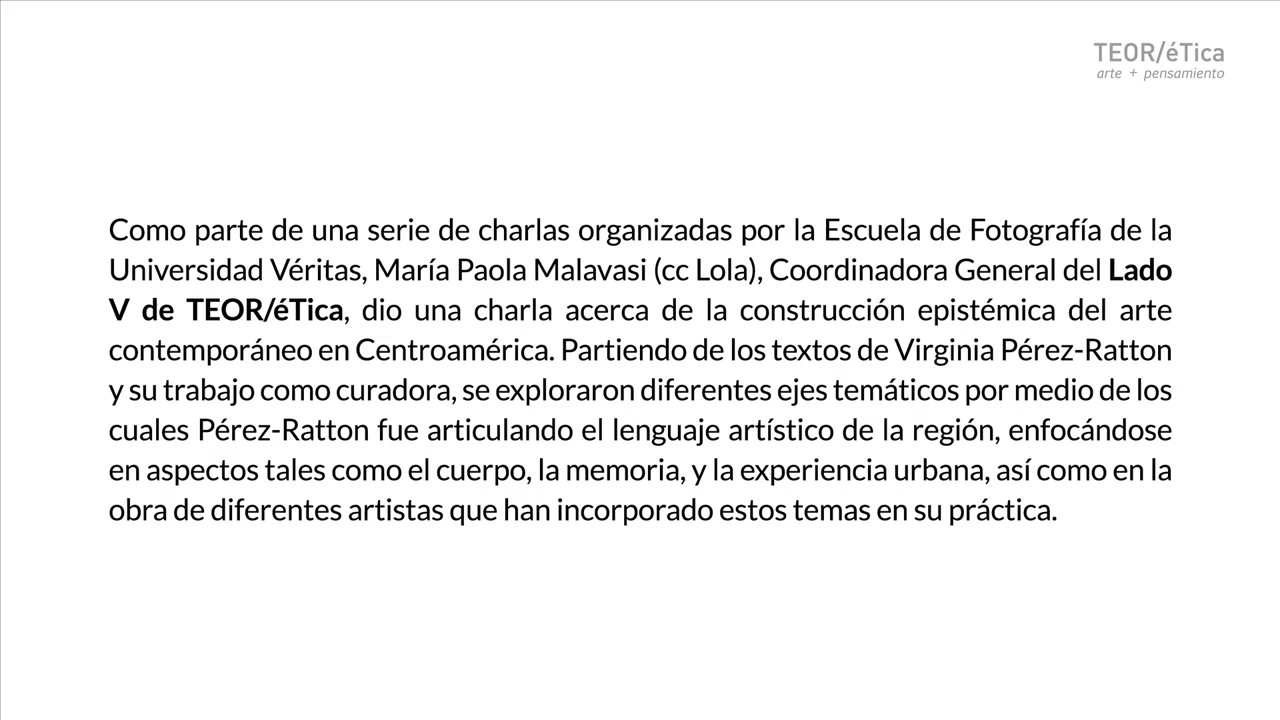 TEOR/éTica
arte + pensamiento
Como parte de una serie de charlas organizadas por la Escuela de Fotografía de la
Universidad Véritas, María Paola Malavasi (cc Lola), Coordinadora General del Lado
V de TEOR/éTica, dio una charla acerca de la construcción epistémica del arte
contemporáneo en Centroamérica. Partiendo de los textos de Virginia Pérez-Ratton
y su trabajo como curadora, se exploraron diferentes ejes temáticos por medio de los
cuales Pérez-Ratton fue articulando el lenguaje artístico de la región, enfocándose
en aspectos tales como el cuerpo, la memoria, y la experiencia urbana, así como en la
obra de diferentes artistas que han incorporado estos temas en su práctica.